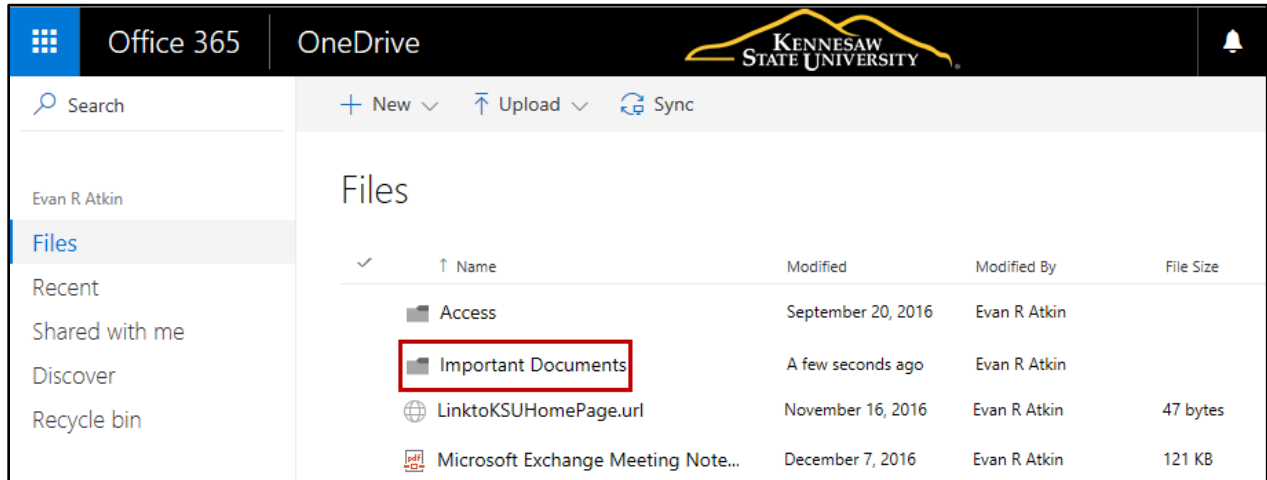 Office 365 OneDrive KENNESAW STATE UNIVERSITY
Search
New Upload Sync
Evan R Atkin
Files
Recent
Shared with me
Discover
Recycle bin
Files
Name Modified Modified By File Size
Access September 20, 2016 Evan R Atkin
Important Documents A few seconds ago Evan R Atkin
LinktoKSUHomePage.url November 16, 2016 Evan R Atkin 47 bytes
pdf Microsoft Exchange Meeting Note... December 7, 2016 Evan R Atkin 121 KB